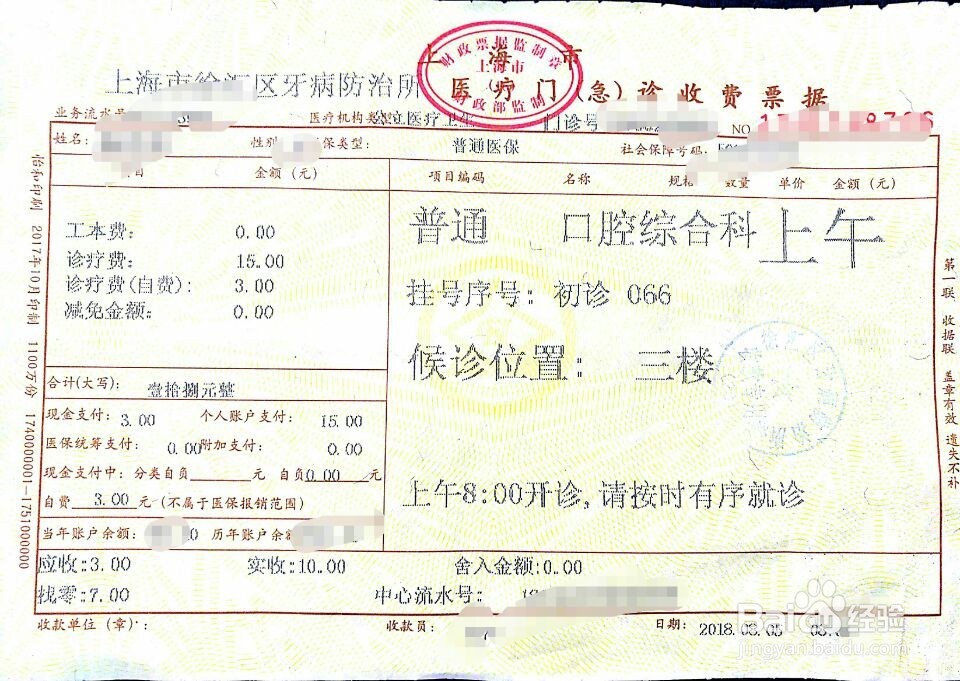 上海市徐汇区牙病防治所
上海市
医疗门（急）诊收费票据
财政票据监制章
上海市
财政部监制
业务流水号
医疗机构类型: 公立医疗卫生
门诊号
NO
姓名:
性别
保类型:
普通医保
社会保障号码:
项目 金额（元）
项目编码 名称 规格 数量 单价 金额（元）
工本费: 0.00
诊疗费: 15.00
诊疗费(自费): 3.00
减免金额: 0.00
普通 口腔综合科 上午
挂号序号: 初诊 066
候诊位置: 三楼
上午8:00开诊,请按时有序就诊
合计(大写): 壹拾捌元整
现金支付: 3.00 个人账户支付: 15.00
医保统筹支付: 0.00 附加支付: 0.00
现金支付中: 分类自负 元 自负 0.00 元
自费 3.00 元 (不属于医保报销范围)
当年账户余额: 0 历年账户余额
应收:3.00 实收:10.00 舍入金额:0.00
找零:7.00 中心流水号:
收款单位（章）: 收款员: 日期: 2018.03.05
怡和印刷 2017年10月印制 1100万份 1740000001-1751000000
第一联 收据联 盖章有效 遗失不补
Baidu经验
jingyan.baidu.com